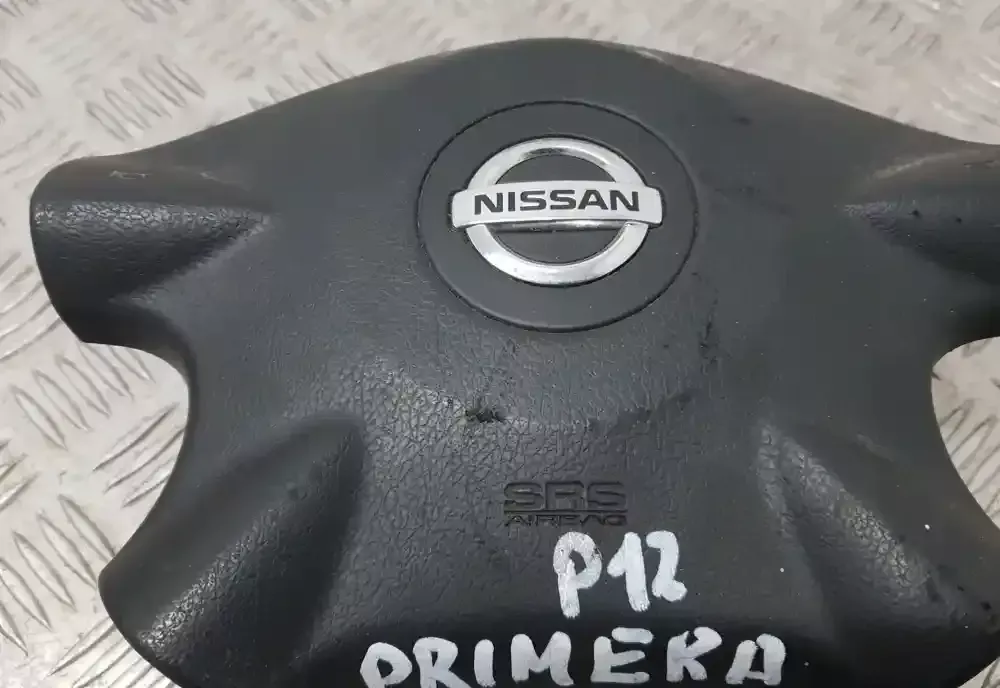 NISSAN
SRS
AIRBAG
P12
PRIMERA